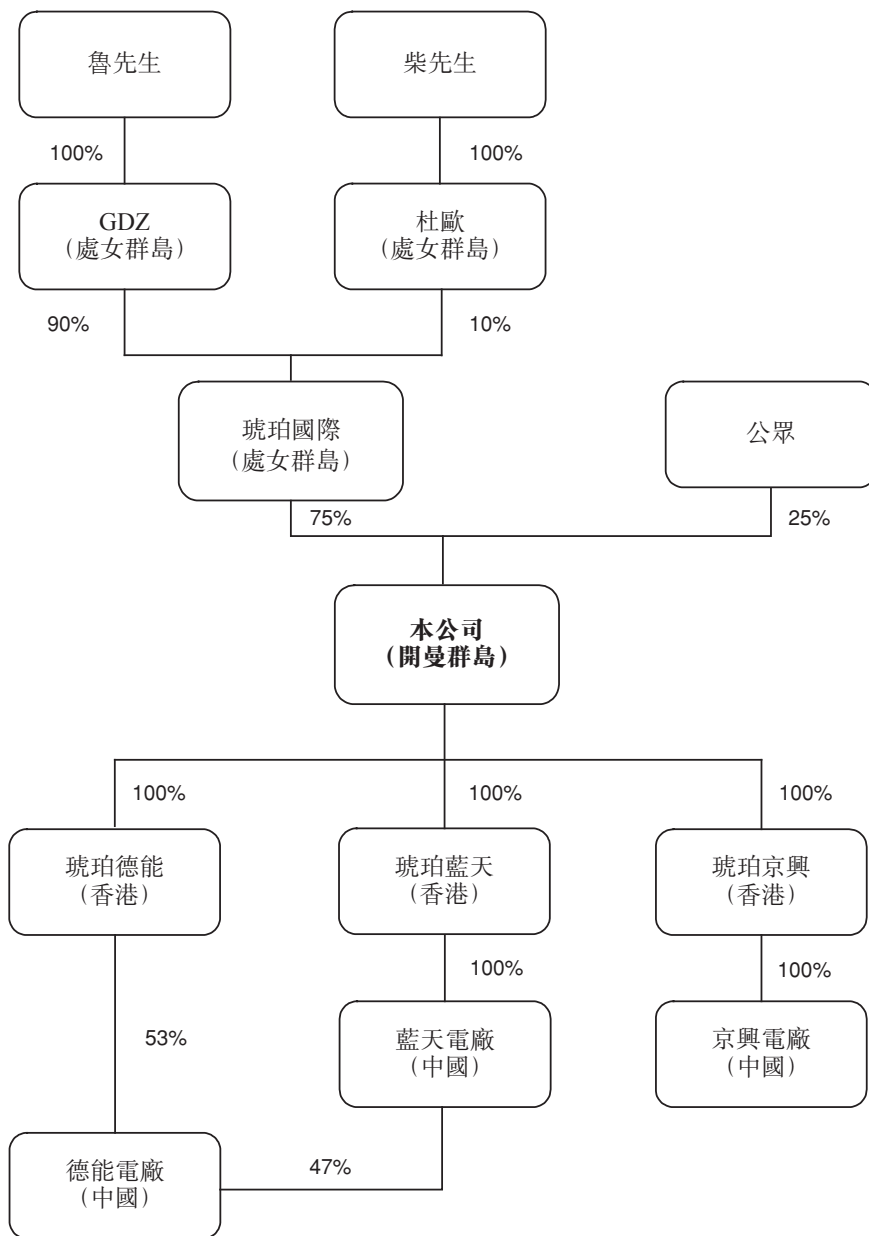 魯先生
柴先生
100%
100%
GDZ
（處女群島）
杜歐
（處女群島）
90%
10%
琥珀國際
（處女群島）
公眾
75%
25%
本公司
（開曼群島）
100%
100%
100%
琥珀德能
（香港）
琥珀藍天
（香港）
琥珀京興
（香港）
100%
100%
53%
藍天電廠
（中國）
京興電廠
（中國）
德能電廠
（中國）
47%